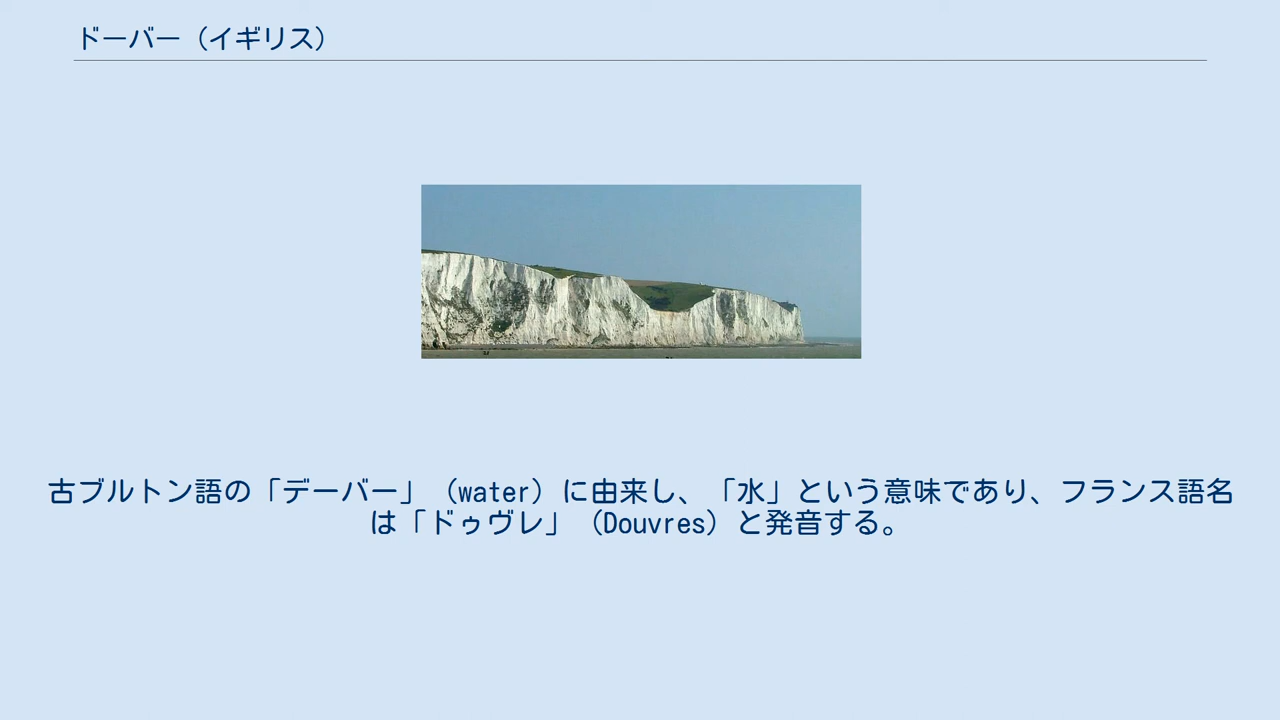 ドーバー（イギリス）
古ブルトン語の「デーバー」（water）に由来し、「水」という意味であり、フランス語名
は「ドゥヴレ」（Douvres）と発音する。